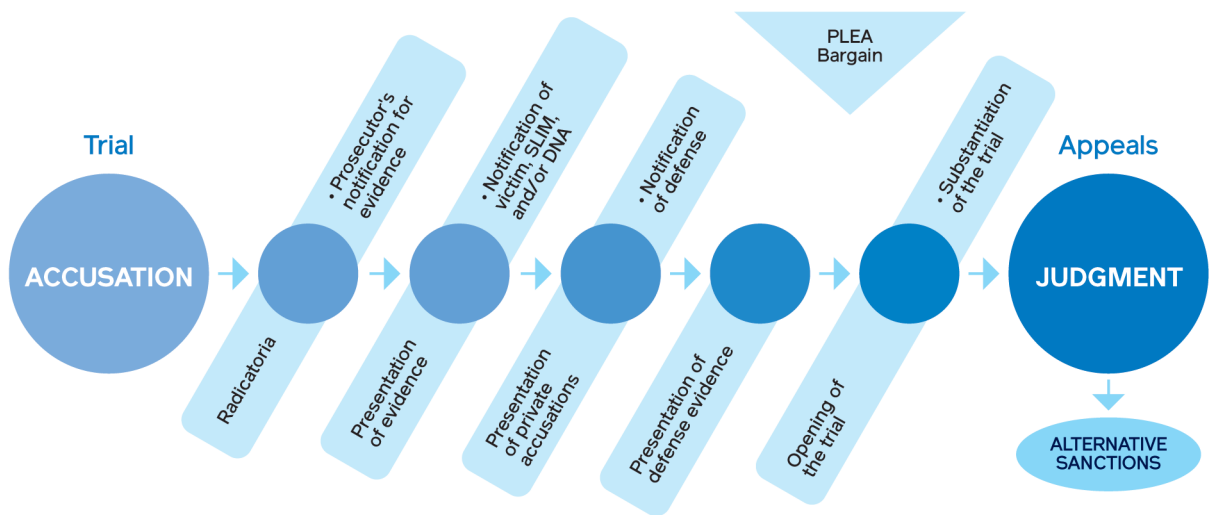 Trial
ACCUSATION
• Prosecutor's
notification for
evidence
Radicatoria
• Notification of
victim, SLIM,
and/or DNA
Presentation
of evidence
• Notification
of defense
Presentation
of private
accusations
PLEA
Bargain
Presentation of
defense evidence
• Substantiation
of the trial
Opening of
the trial
Appeals
JUDGMENT
ALTERNATIVE
SANCTIONS